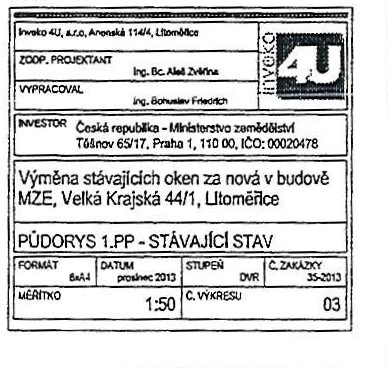 Inveko 4U, s.r.o, Anenská 114/4, Litoměřice
inveko
4U
ZODP. PROJEKTANT
Ing. Bc. Aleš Zvěřina
VYPRACOVAL
Ing. Bohuslav Friedrich
INVESTOR Česká republika - Ministerstvo zemědělství
Těšnov 65/17, Praha 1, 110 00, IČO: 00020478
Výměna stávajících oken za nová v budově
MZE, Velká Krajská 44/1, Litoměřice
PŮDORYS 1.PP - STÁVAJÍCÍ STAV
FORMÁT DATUM STUPEŇ Č.ZAKÁZKY
6xA4 prosinec 2013 DVR 35-2013
MĚŘÍTKO 1:50 Č. VÝKRESU 03